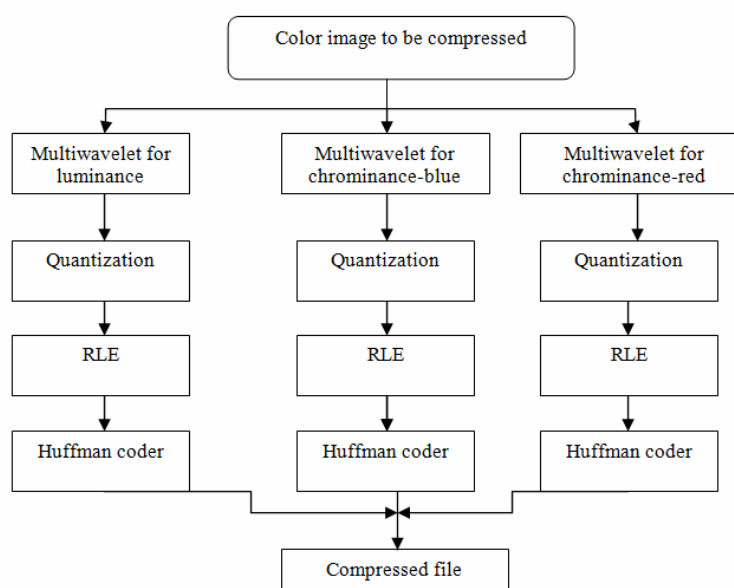 Color image to be compressed
Multiwavelet for
luminance
Multiwavelet for
chrominance-blue
Multiwavelet for
chrominance-red
Quantization
Quantization
Quantization
RLE
RLE
RLE
Huffman coder
Huffman coder
Huffman coder
Compressed file